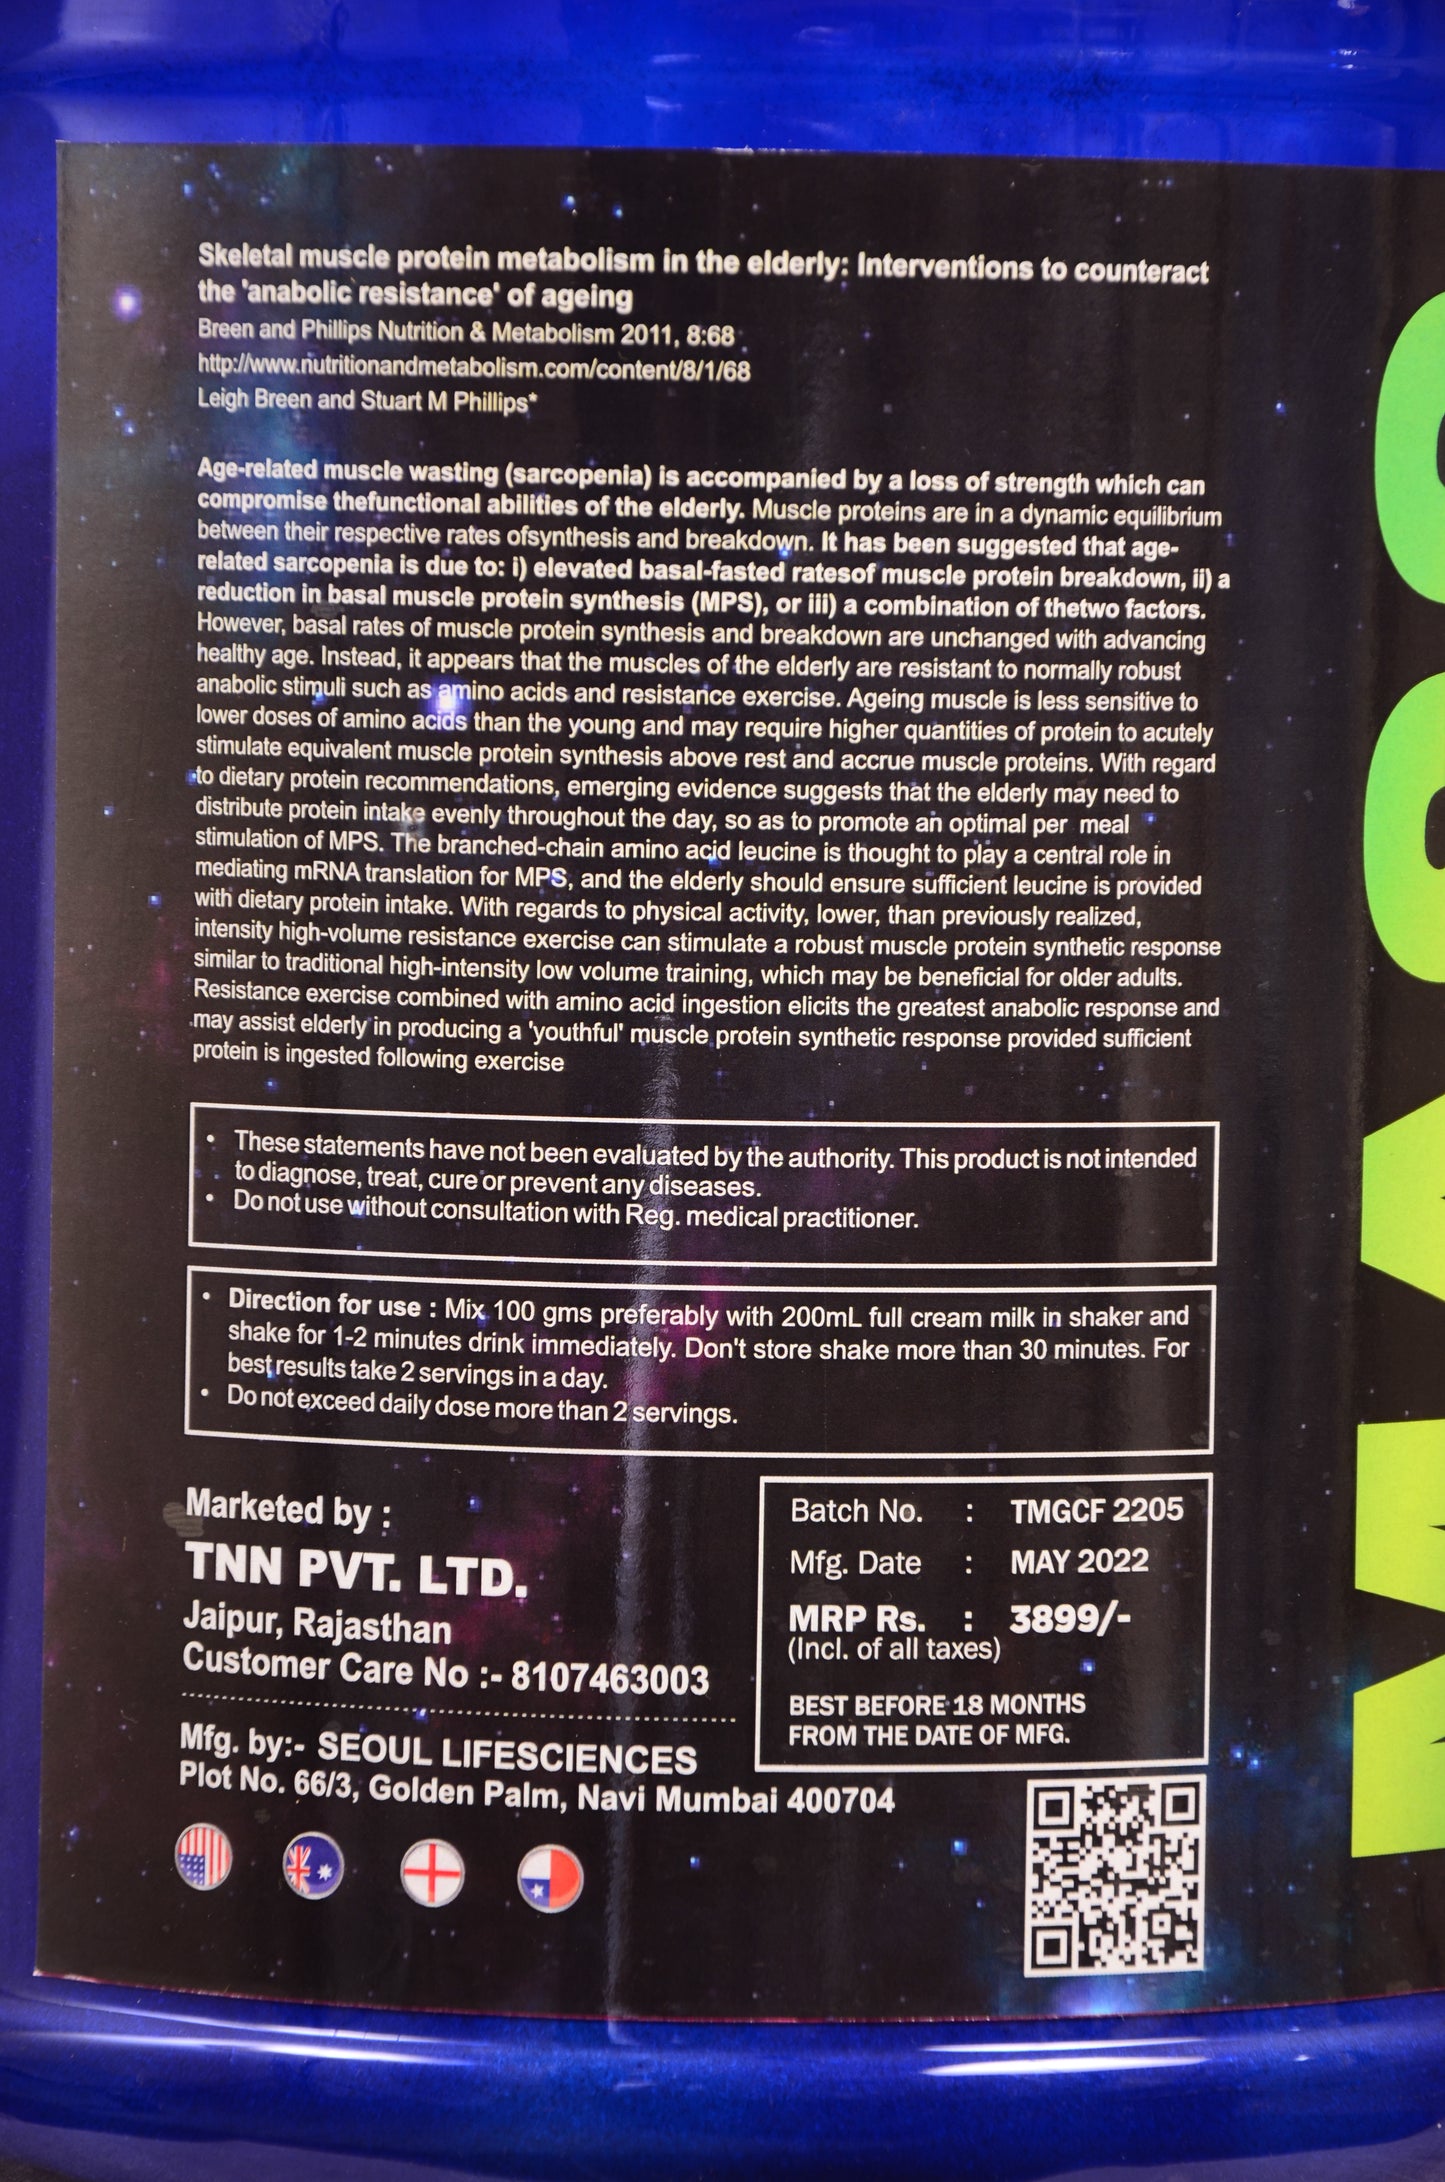 Skeletal muscle protein metabolism in the elderly: Interventions to counteract
the 'anabolic resistance' of ageing
Breen and Phillips Nutrition & Metabolism 2011, 8:68
http://www.nutritionandmetabolism.com/content/8/1/68
Leigh Breen and Stuart M Phillips*
Age-related muscle wasting (sarcopenia) is accompanied by a loss of strength which can
compromise thefunctional abilities of the elderly. Muscle proteins are in a dynamic equilibrium
between their respective rates ofsynthesis and breakdown. It has been suggested that age-
related sarcopenia is due to: i) elevated basal-fasted ratesof muscle protein breakdown, ii) a
reduction in basal muscle protein synthesis (MPS), or iii) a combination of thetwo factors.
However, basal rates of muscle protein synthesis and breakdown are unchanged with advancing
healthy age. Instead, it appears that the muscles of the elderly are resistant to normally robust
anabolic stimuli such as amino acids and resistance exercise. Ageing muscle is less sensitive to
lower doses of amino acids than the young and may require higher quantities of protein to acutely
stimulate equivalent muscle protein synthesis above rest and accrue muscle proteins. With regard
to dietary protein recommendations, emerging evidence suggests that the elderly may need to
distribute protein intake evenly throughout the day, so as to promote an optimal per meal
stimulation of MPS. The branched-chain amino acid leucine is thought to play a central role in
mediating mRNA translation for MPS, and the elderly should ensure sufficient leucine is provided
with dietary protein intake. With regards to physical activity, lower, than previously realized,
intensity high-volume resistance exercise can stimulate a robust muscle protein synthetic response
similar to traditional high-intensity low volume training, which may be beneficial for older adults.
Resistance exercise combined with amino acid ingestion elicits the greatest anabolic response and
may assist elderly in producing a 'youthful' muscle protein synthetic response provided sufficient
protein is ingested following exercise
• These statements have not been evaluated by the authority. This product is not intended
to diagnose, treat, cure or prevent any diseases.
• Do not use without consultation with Reg. medical practitioner.
• Direction for use : Mix 100 gms preferably with 200mL full cream milk in shaker and
shake for 1-2 minutes drink immediately. Don't store shake more than 30 minutes. For
best results take 2 servings in a day.
• Do not exceed daily dose more than 2 servings.
Marketed by :
TNN PVT. LTD.
Jaipur, Rajasthan
Customer Care No :- 8107463003
Mfg. by:- SEOUL LIFESCIENCES
Plot No. 66/3, Golden Palm, Navi Mumbai 400704
Batch No. : TMGCF 2205
Mfg. Date : MAY 2022
MRP Rs. : 3899/-
(Incl. of all taxes)
BEST BEFORE 18 MONTHS
FROM THE DATE OF MFG.